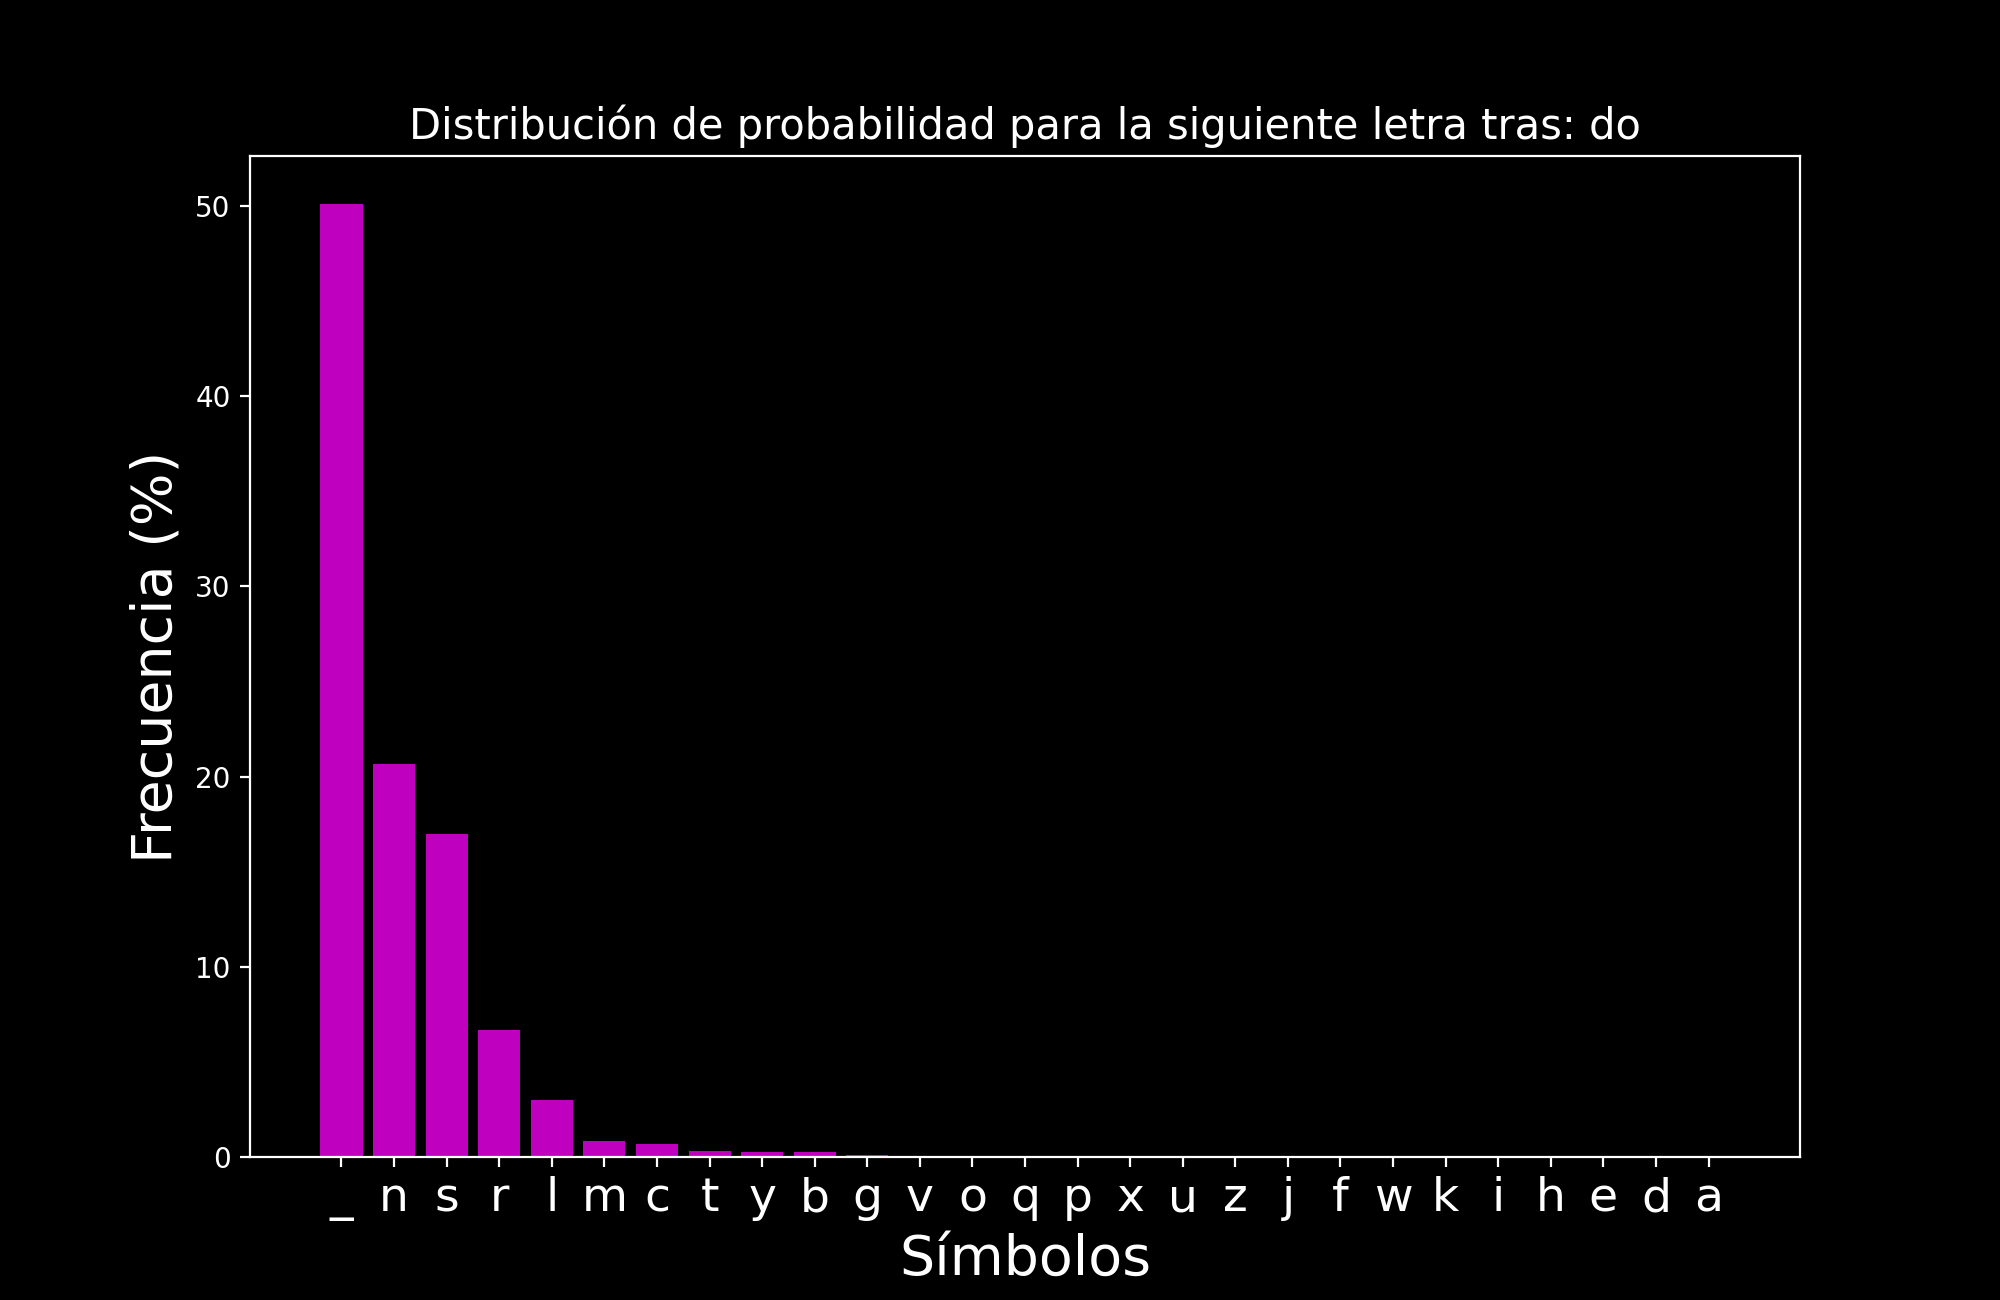 Distribución de probabilidad para la siguiente letra tras: do
Frecuencia (%)
50
40
30
20
10
0
_ n s r l m c t y b g v o q p x u z j f w k i h e d a
Símbolos